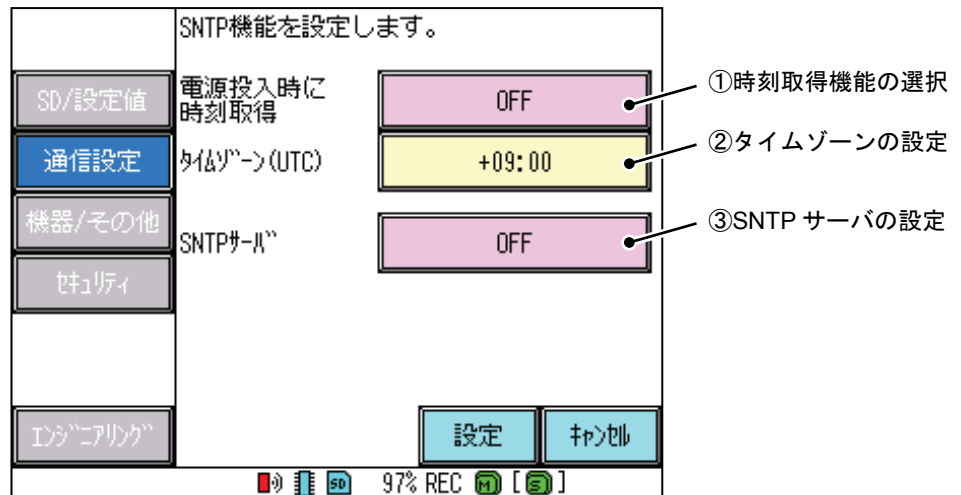 SNTP機能を設定します。
SD/設定値
電源投入時に
時刻取得
OFF
①時刻取得機能の選択
通信設定
ﾀｲﾑｿﾞｰﾝ(UTC)
+09:00
②タイムゾーンの設定
機器/その他
SNTPｻｰﾊﾞ
OFF
③SNTP サーバの設定
ｾｷｭﾘﾃｨ
ｴﾝｼﾞﾆｱﾘﾝｸﾞ
設定
ｷｬﾝｾﾙ
SD 97% REC M [S]